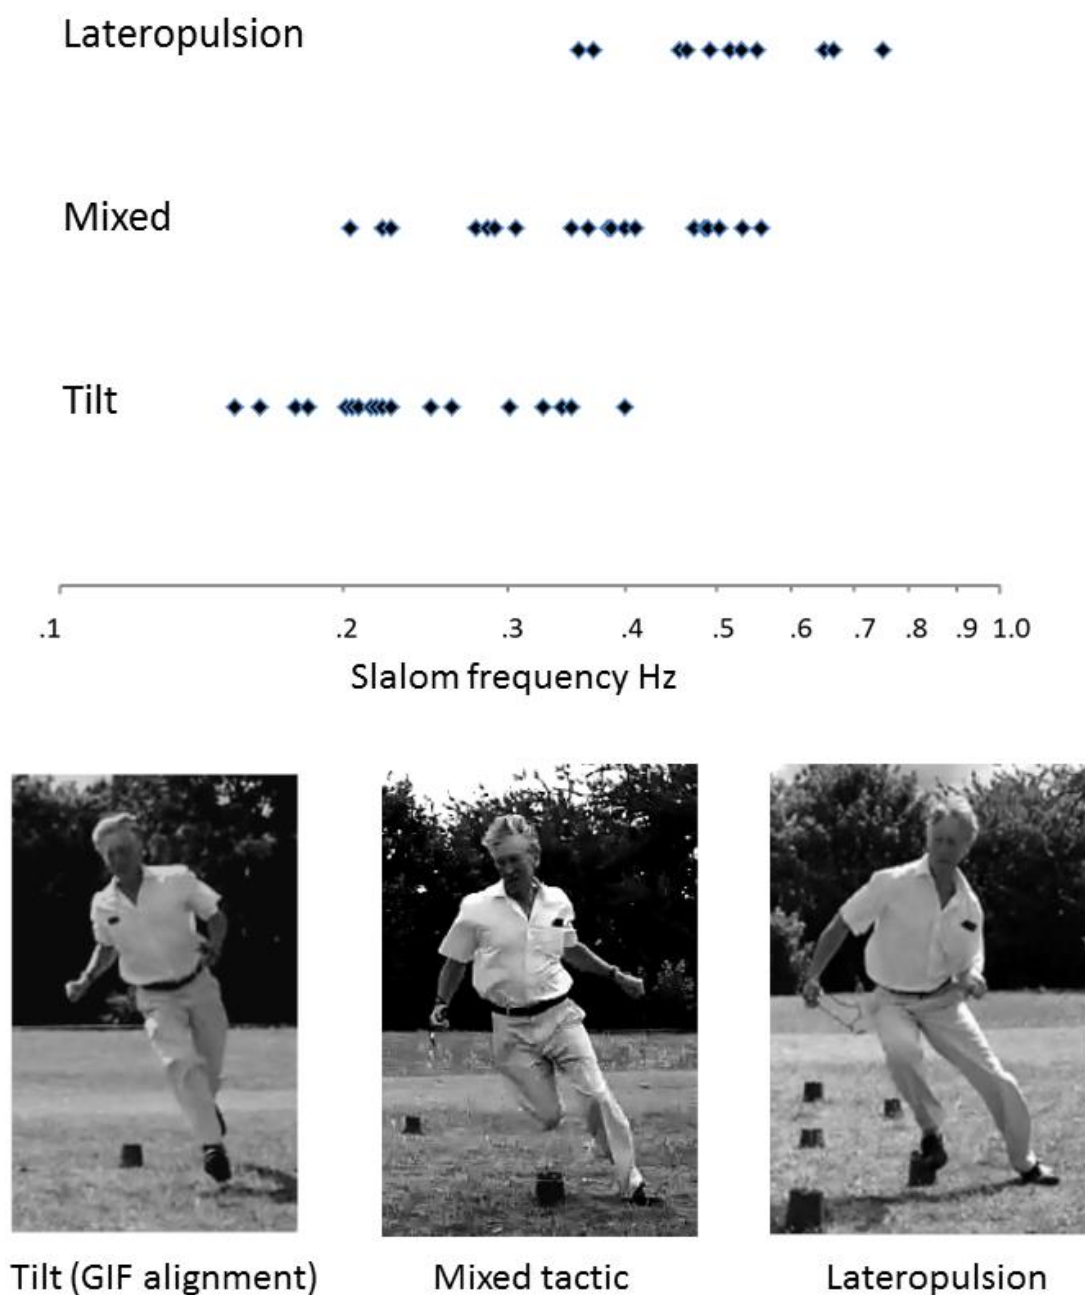 Lateropulsion
Mixed
Tilt
.1 .2 .3 .4 .5 .6 .7 .8 .9 1.0
Slalom frequency Hz
Tilt (GIF alignment) Mixed tactic Lateropulsion